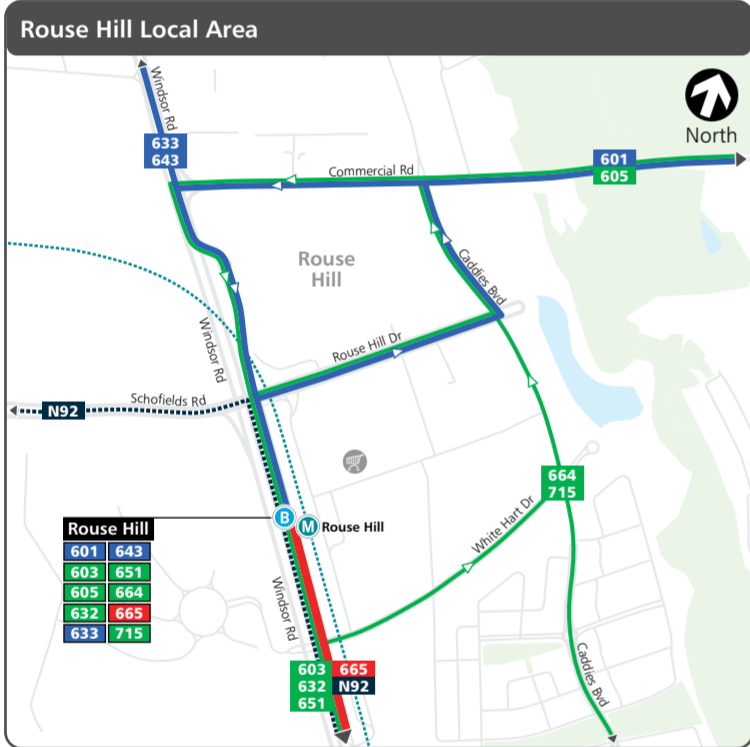 Rouse Hill Local Area
North
Windsor Rd
633
643
Commercial Rd
601
605
Rouse
Hill
Caddies Bvd
Windsor Rd
Rouse Hill Dr
Schofields Rd
N92
664
715
White Hart Dr
B
M Rouse Hill
Rouse Hill
601 643
603 651
605 664
632 665
633 715
Windsor Rd
603 665
632 N92
651
Caddies Bvd